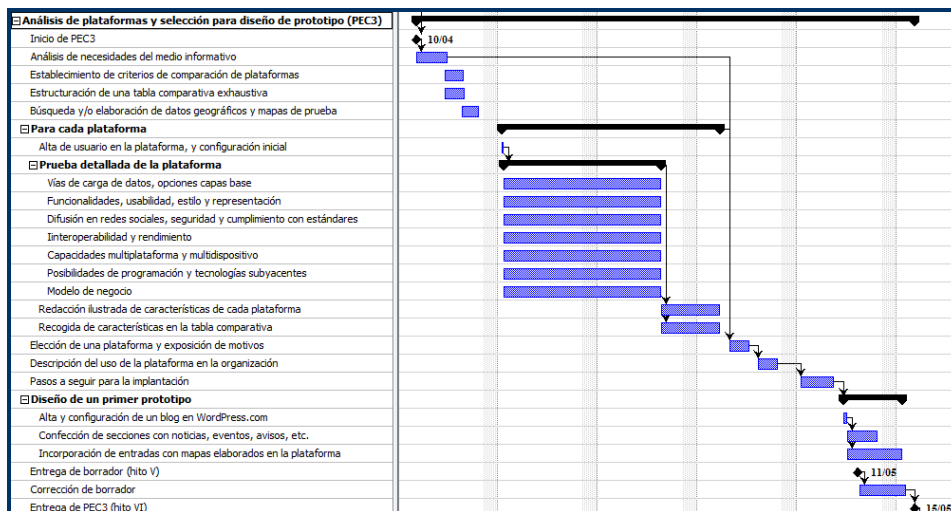 Análisis de plataformas y selección para diseño de prototipo (PEC3)
Inicio de PEC3
10/04
Análisis de necesidades del medio informativo
Establecimiento de criterios de comparación de plataformas
Estructuración de una tabla comparativa exhaustiva
Búsqueda y/o elaboración de datos geográficos y mapas de prueba
Para cada plataforma
Alta de usuario en la plataforma, y configuración inicial
Prueba detallada de la plataforma
Vías de carga de datos, opciones capas base
Funcionalidades, usabilidad, estilo y representación
Difusión en redes sociales, seguridad y cumplimiento con estándares
Iinteroperabilidad y rendimiento
Capacidades multiplataforma y multidispositivo
Posibilidades de programación y tecnologías subyacentes
Modelo de negocio
Redacción ilustrada de características de cada plataforma
Recogida de características en la tabla comparativa
Elección de una plataforma y exposición de motivos
Descripción del uso de la plataforma en la organización
Pasos a seguir para la implantación
Diseño de un primer prototipo
Alta y configuración de un blog en WordPress.com
Confección de secciones con noticias, eventos, avisos, etc.
Incorporación de entradas con mapas elaborados en la plataforma
Entrega de borrador (hito V)
11/05
Corrección de borrador
Entrega de PEC3 (hito VI)
15/05